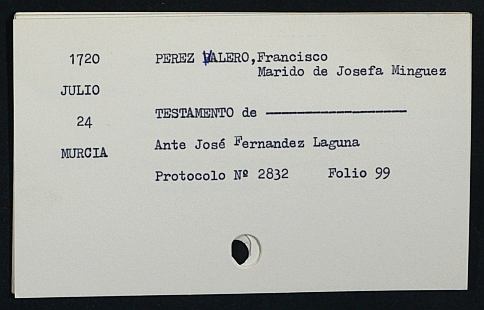 1720 PEREZ VALERO,Francisco
Marido de Josefa Minguez
JULIO
24 TESTAMENTO de --------------------
MURCIA Ante José Fernandez Laguna
Protocolo Nº 2832 Folio 99